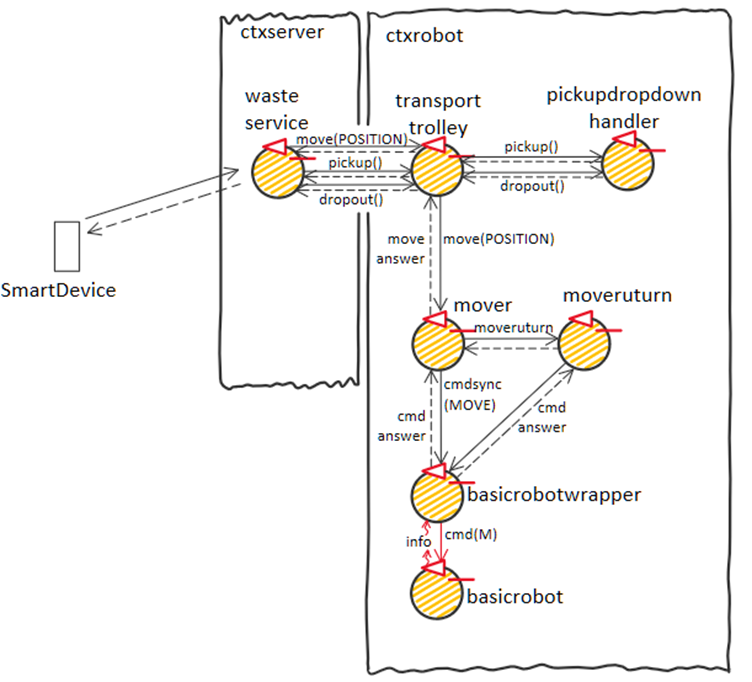 ctxserver
ctxrobot
waste
service
transport
trolley
pickupdropdown
handler
move(POSITION)
pickup()
dropout()
pickup()
dropout()
SmartDevice
move
answer
move(POSITION)
mover
moveruturn
moveruturn
cmdsync
(MOVE)
cmd
answer
cmd
answer
basicrobotwrapper
info
cmd(M)
basicrobot